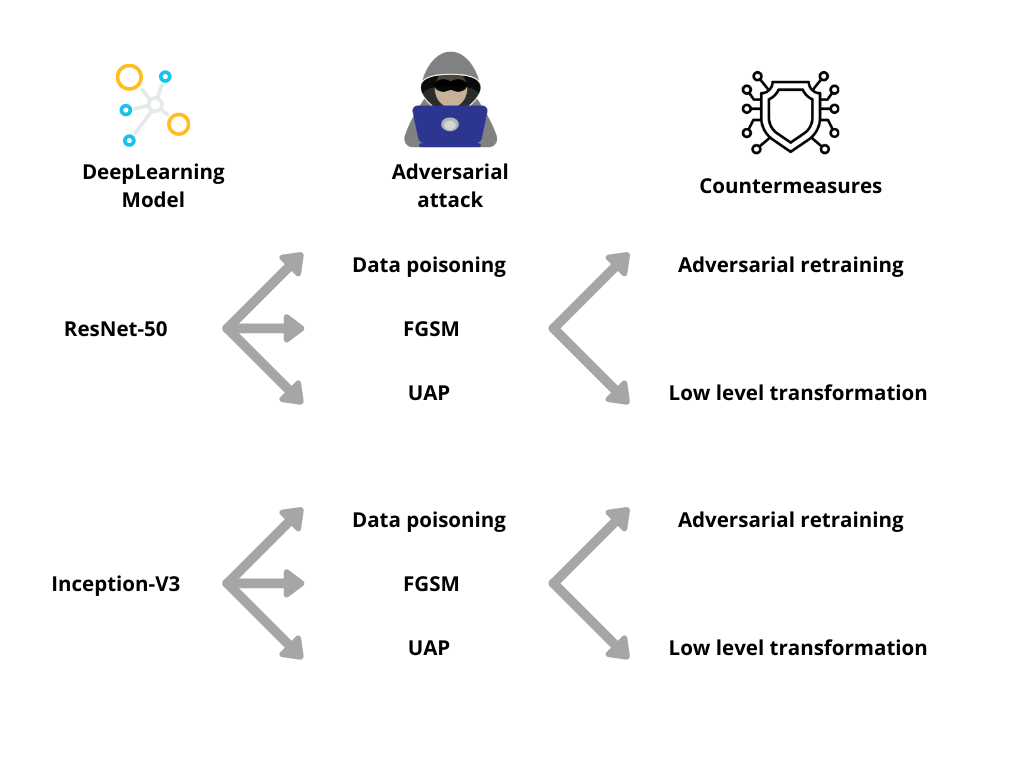 DeepLearning
Model
Adversarial
attack
Countermeasures
Data poisoning
Adversarial retraining
ResNet-50
FGSM
UAP
Low level transformation
Data poisoning
Adversarial retraining
Inception-V3
FGSM
UAP
Low level transformation